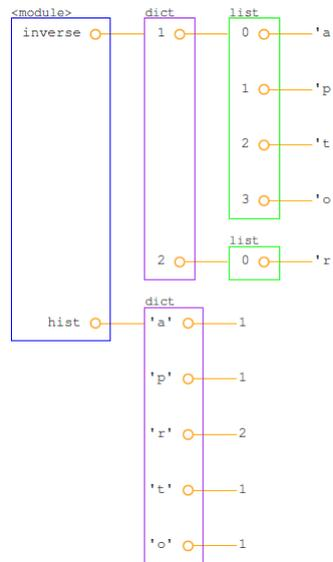 <module> dict list
inverse 1 0 'a
1 'p
2 't
3 'o
list
2 0 'r
dict
hist 'a' 1
'p' 1
'r' 2
't' 1
'o' 1